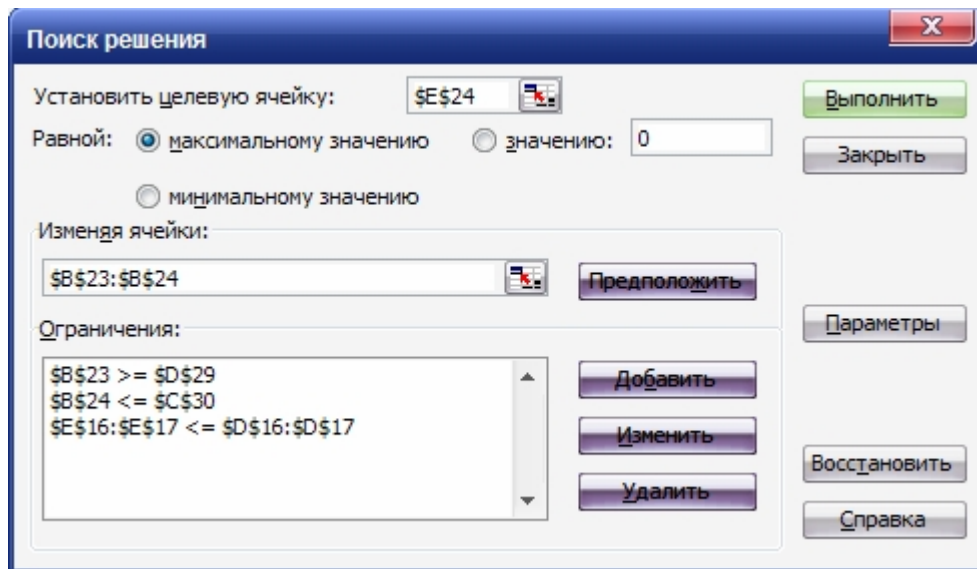 Поиск решения
Установить целевую ячейку: $E$24
Выполнить
Равной: максимальному значению значению: 0
Закрыть
минимальному значению
Изменяя ячейки:
$B$23:$B$24 Предположить
Параметры
Ограничения:
$B$23 >= $D$29
$B$24 <= $C$30
$E$16:$E$17 <= $D$16:$D$17
Добавить
Изменить
Удалить
Восстановить
Справка